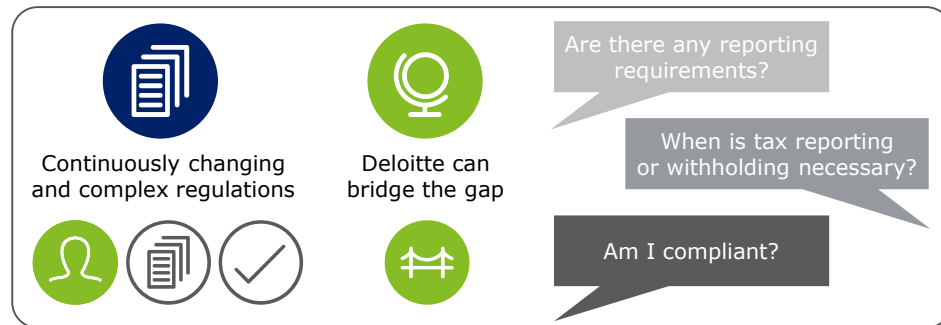 Continuously changing
and complex regulations
Deloitte can
bridge the gap
Are there any reporting
requirements?
When is tax reporting
or withholding necessary?
Am I compliant?